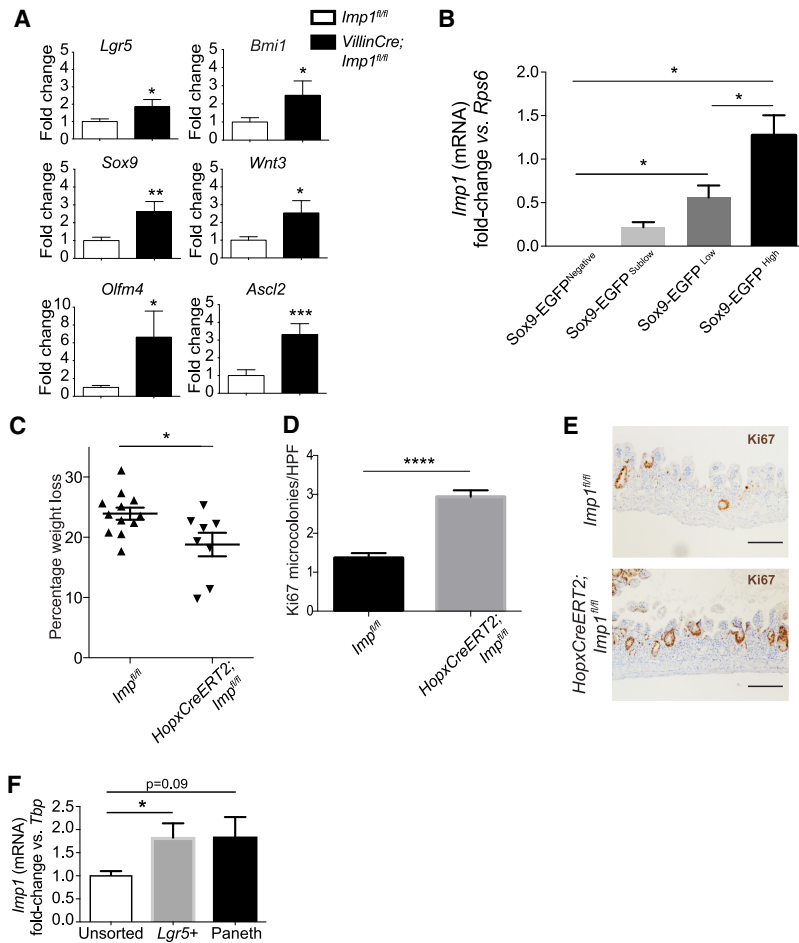 A
Imp1fl/fl
VillinCre;
Imp1fl/fl
Lgr5
Fold change
5
4
3
2
1
0
*
Bmi1
Fold change
5
4
3
2
1
0
*
Sox9
Fold change
5
4
3
2
1
0
**
Wnt3
Fold change
5
4
3
2
1
0
*
Olfm4
Fold change
10
8
6
4
2
0
*
Ascl2
Fold change
5
4
3
2
1
0
***
B
Imp1 (mRNA)
fold-change vs. Rps6
2.0
1.5
1.0
0.5
0.0
*
*
*
Sox9-EGFPNegative
Sox9-EGFPSublow
Sox9-EGFPLow
Sox9-EGFPHigh
C
Percentage weight loss
30
20
10
0
*
Impfl/fl
HopxCreERT2;
Impfl/fl
D
Ki67 microcolonies/HPF
4
3
2
1
0
****
Impfl/fl
HopxCreERT2;
Impfl/fl
E
Imp1fl/fl
Ki67
HopxCreERT2;
Imp1fl/fl
Ki67
F
Imp1 (mRNA)
fold-change vs. Tbp
2.5
2.0
1.5
1.0
0.5
0.0
p=0.09
*
Unsorted Lgr5+ Paneth